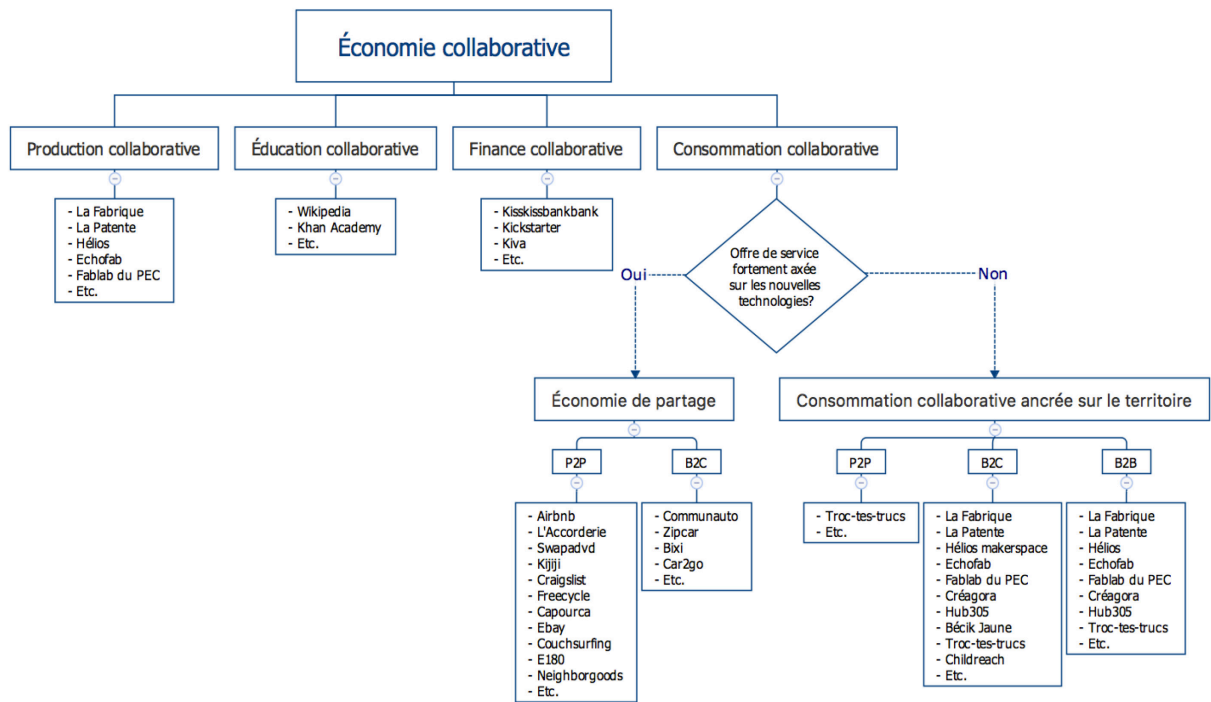 Économie collaborative
Production collaborative
Éducation collaborative
Finance collaborative
Consommation collaborative
- La Fabrique
- La Patente
- Hélios
- Echofab
- Fablab du PEC
- Etc.
- Wikipedia
- Khan Academy
- Etc.
- Kisskissbankbank
- Kickstarter
- Kiva
- Etc.
Offre de service
fortement axée
sur les nouvelles
technologies?
Oui
Non
Économie de partage
Consommation collaborative ancrée sur le territoire
P2P
B2C
P2P
B2C
B2B
- Airbnb
- L'Accorderie
- Swapadvd
- Kijiji
- Craigslist
- Freecycle
- Capourca
- Ebay
- Couchsurfing
- E180
- Neighborgoods
- Etc.
- Communauto
- Zipcar
- Bixi
- Car2go
- Etc.
- Troc-tes-trucs
- Etc.
- La Fabrique
- La Patente
- Hélios makerspace
- Echofab
- Fablab du PEC
- Créagora
- Hub305
- Bécik Jaune
- Troc-tes-trucs
- Childreach
- Etc.
- La Fabrique
- La Patente
- Hélios
- Echofab
- Fablab du PEC
- Créagora
- Hub305
- Troc-tes-trucs
- Etc.